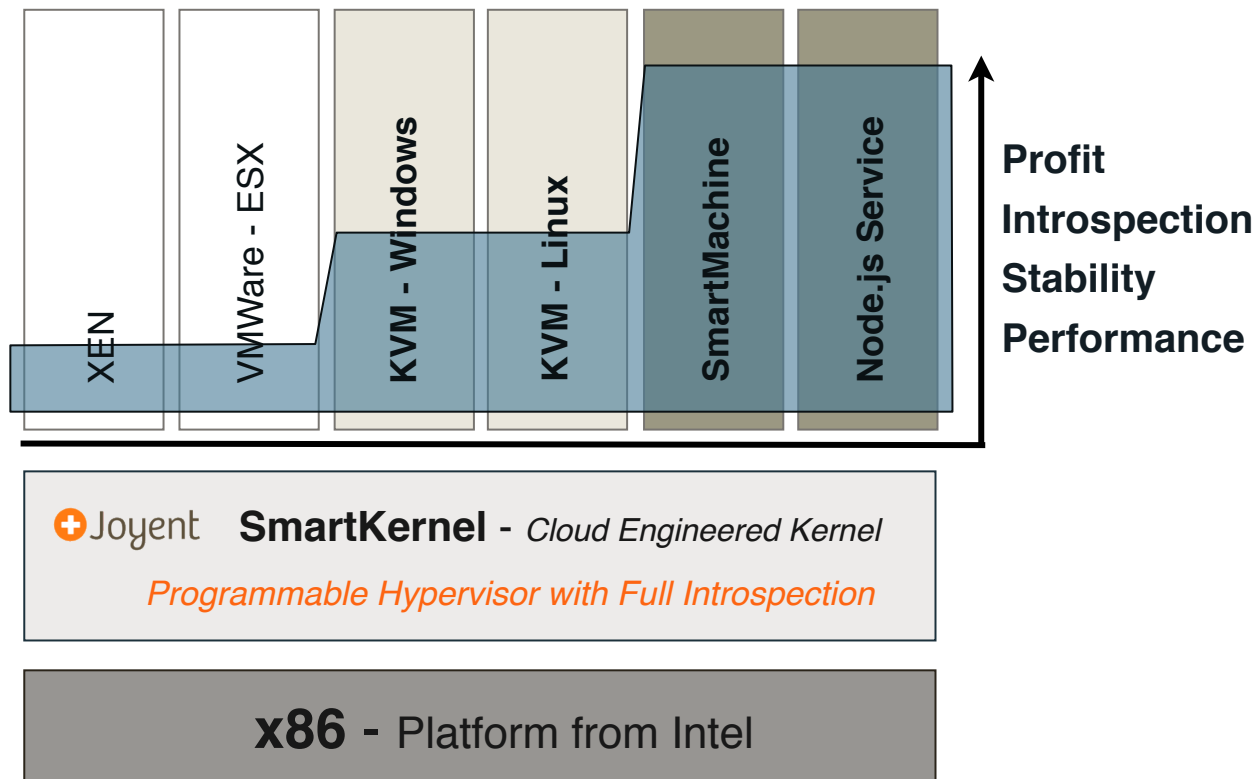 XEN
VMWare - ESX
KVM - Windows
KVM - Linux
SmartMachine
Node.js Service
Profit
Introspection
Stability
Performance
Joyent SmartKernel - Cloud Engineered Kernel
Programmable Hypervisor with Full Introspection
x86 - Platform from Intel